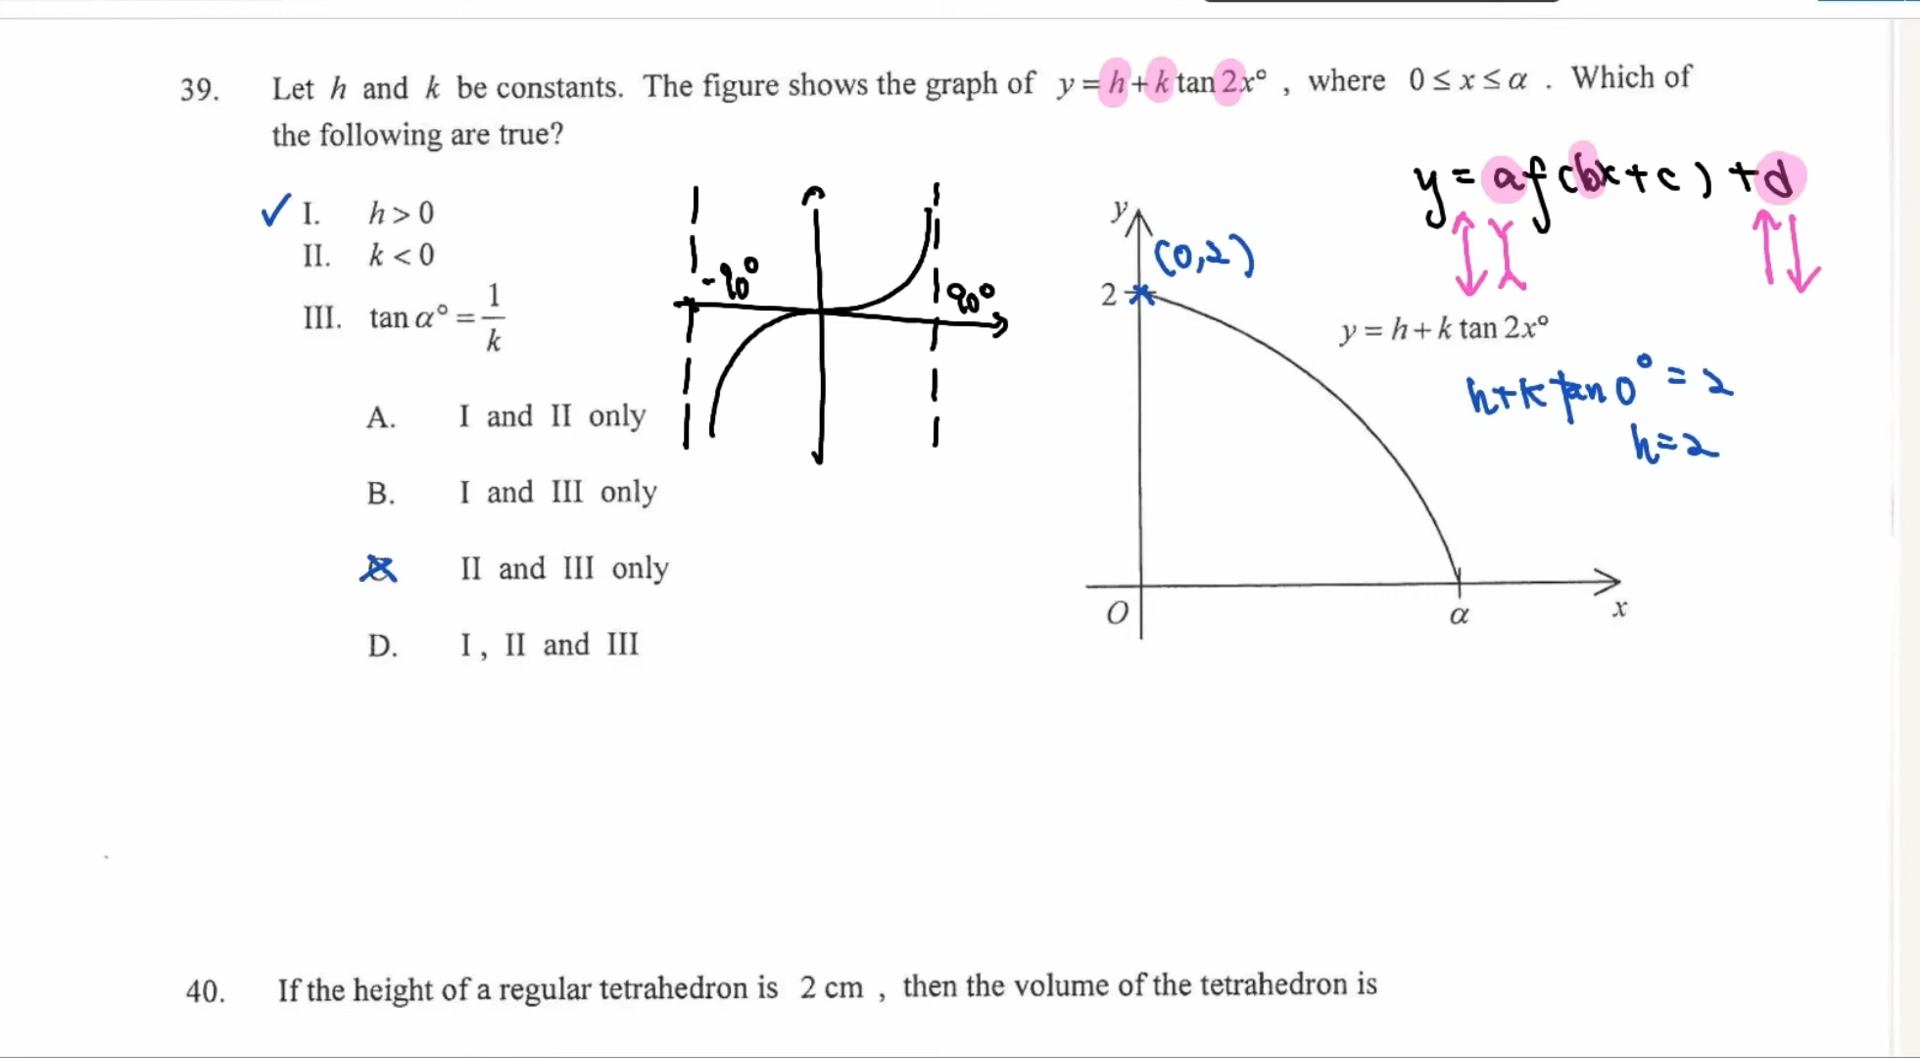 39. Let h and k be constants. The figure shows the graph of y = h + k tan 2x° , where 0 ≤ x ≤ α . Which of
the following are true?
✓ I. h > 0
II. k < 0
III. tan α° = 1/k
A. I and II only
B. I and III only
II and III only
D. I , II and III
-90°
90°
y = af(bx+c) + d
y
(0,2)
2
y = h + k tan 2x°
h+k tan 0° = 2
h=2
O
α
x
40. If the height of a regular tetrahedron is 2 cm , then the volume of the tetrahedron is